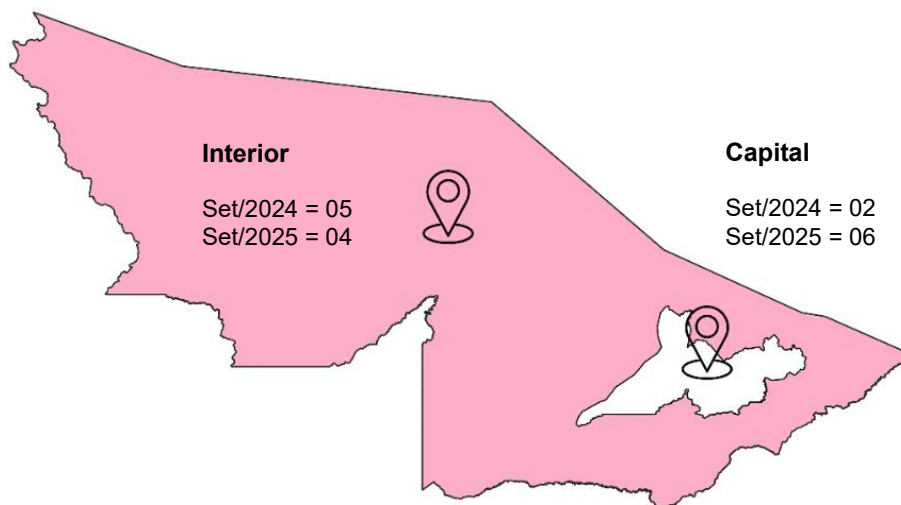 Interior
Set/2024 = 05
Set/2025 = 04
Capital
Set/2024 = 02
Set/2025 = 06